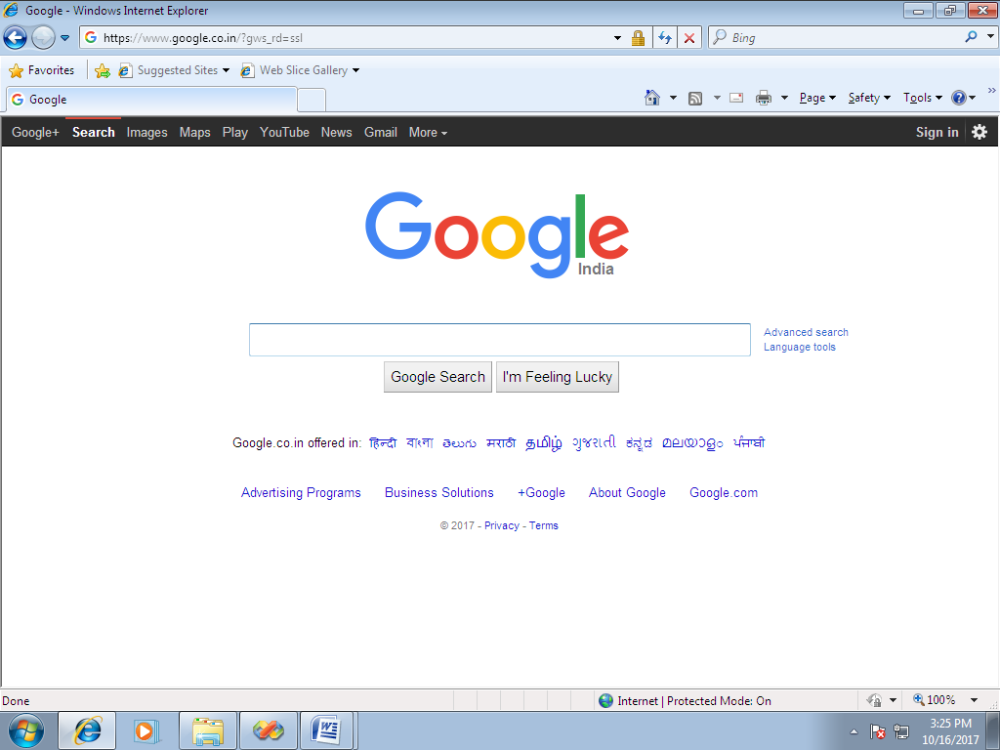 Google - Windows Internet Explorer
https://www.google.co.in/?gws_rd=ssl
Bing
Favorites Suggested Sites Web Slice Gallery
Google
Page Safety Tools
Google+ Search Images Maps Play YouTube News Gmail More Sign in
Google
India
Advanced search
Language tools
Google Search I'm Feeling Lucky
Google.co.in offered in: हिन्दी বাংলা తెలుగు मराठी தமிழ் ગુજરાતી ಕನ್ನಡ മലയാളം ਪੰਜਾਬੀ
Advertising Programs Business Solutions +Google About Google Google.com
© 2017 - Privacy - Terms
Done Internet | Protected Mode: On 100%
3:25 PM
10/16/2017